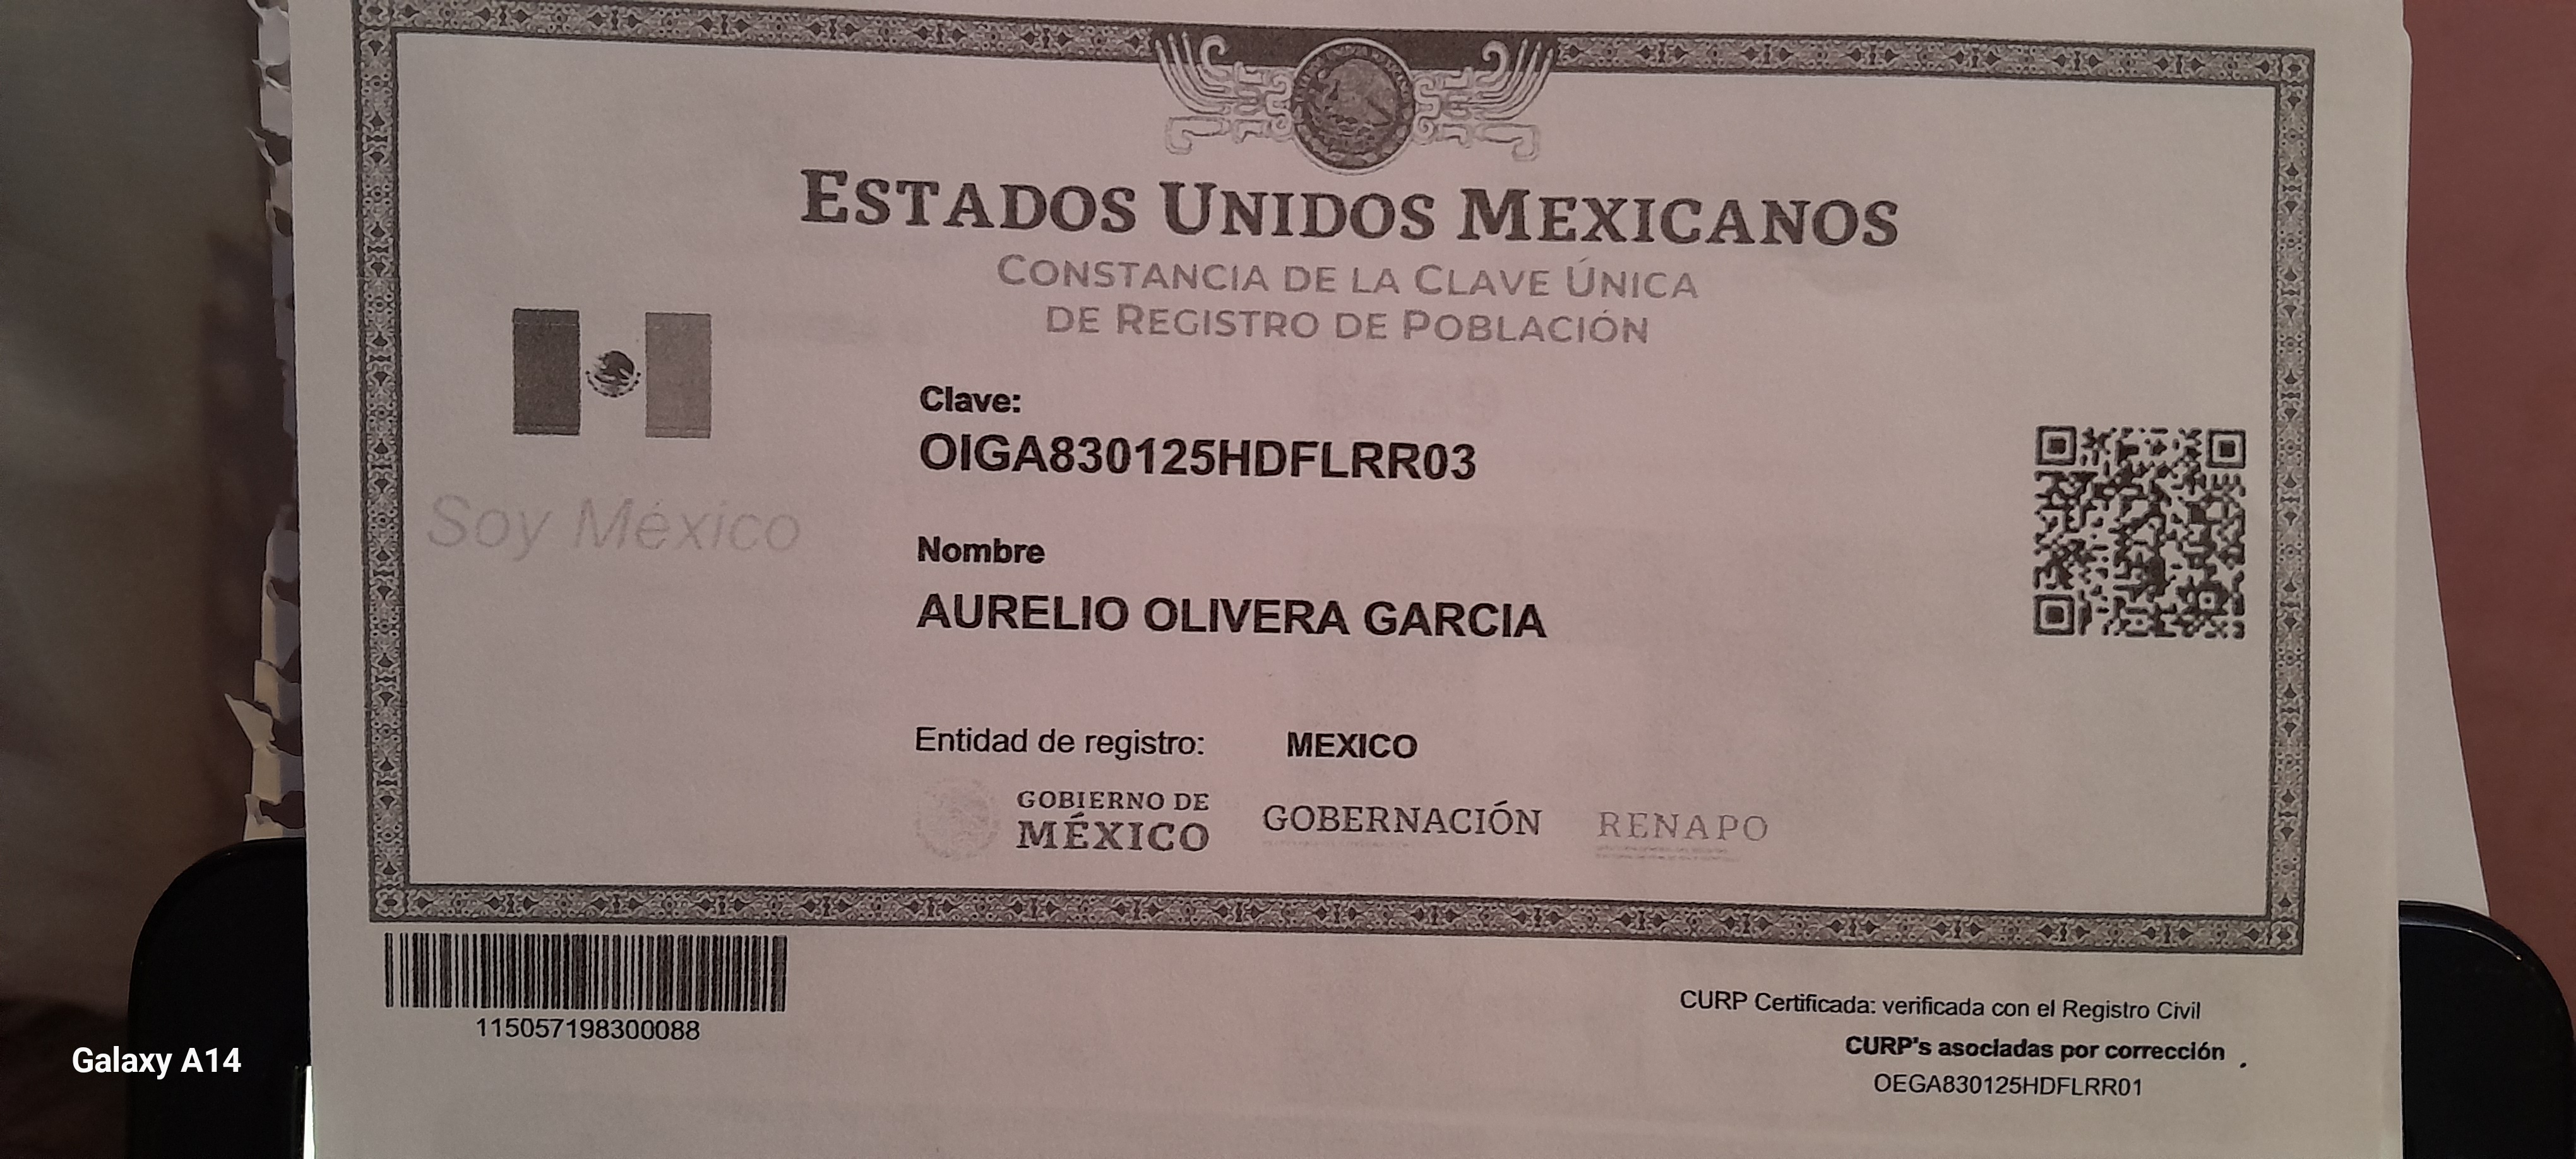 ESTADOS UNIDOS MEXICANOS
CONSTANCIA DE LA CLAVE ÚNICA
DE REGISTRO DE POBLACIÓN
Soy México
Clave:
OIGA830125HDFLRR03
Nombre
AURELIO OLIVERA GARCIA
Entidad de registro: MEXICO
GOBIERNO DE
MÉXICO
GOBERNACIÓN
RENAPO
115057198300088
CURP Certificada: verificada con el Registro Civil
CURP's asociadas por corrección
OEGA830125HDFLRR01
Galaxy A14